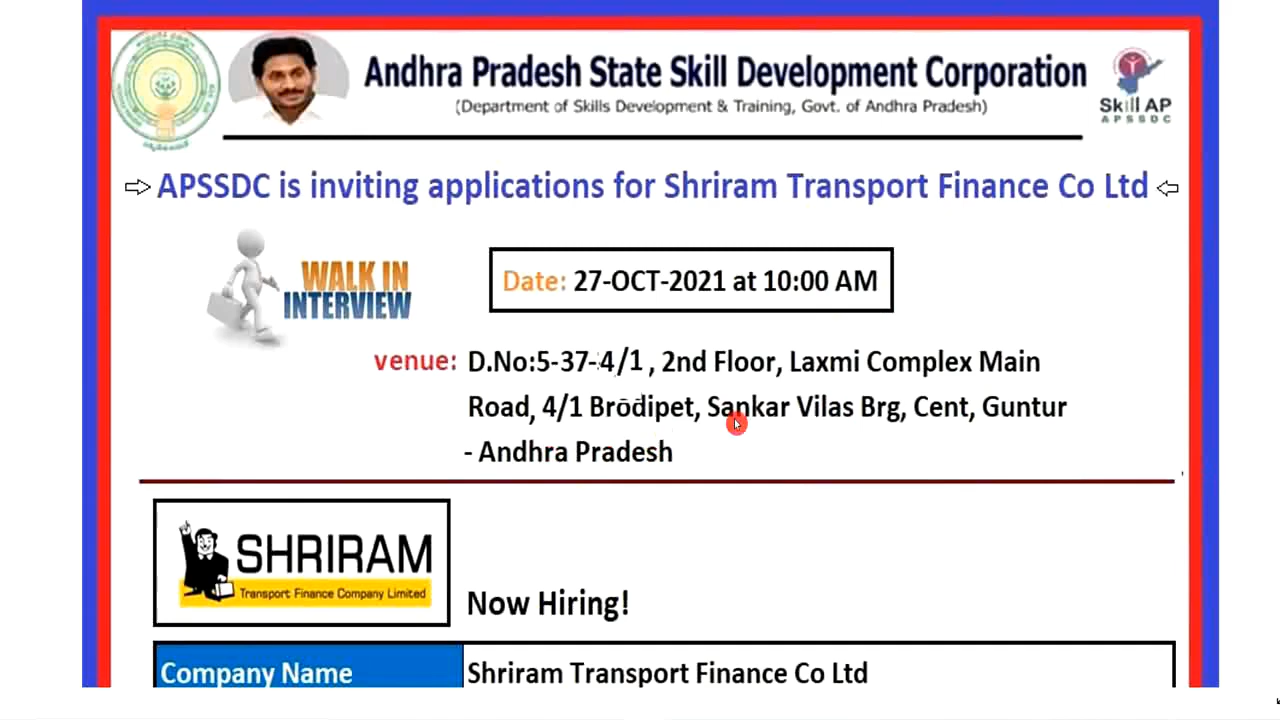 Andhra Pradesh State Skill Development Corporation
(Department of Skills Development & Training, Govt. of Andhra Pradesh)
Skill AP
APSSDC
APSSDC is inviting applications for Shriram Transport Finance Co Ltd
WALK IN
INTERVIEW
Date: 27-OCT-2021 at 10:00 AM
venue: D.No:5-37-4/1, 2nd Floor, Laxmi Complex Main
Road, 4/1 Brodipet, Sankar Vilas Brg, Cent, Guntur
- Andhra Pradesh
SHRIRAM
Transport Finance Company Limited
Now Hiring!
Company Name Shriram Transport Finance Co Ltd